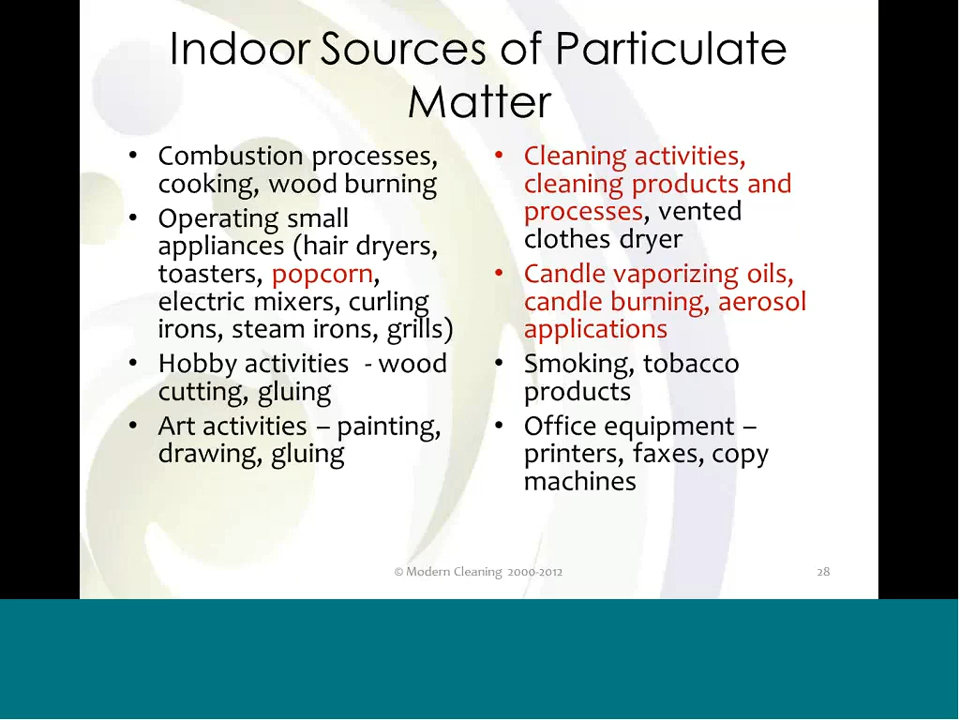 Indoor Sources of Particulate
Matter
• Combustion processes,
cooking, wood burning
• Operating small
appliances (hair dryers,
toasters, popcorn,
electric mixers, curling
irons, steam irons, grills)
• Hobby activities - wood
cutting, gluing
• Art activities – painting,
drawing, gluing
• Cleaning activities,
cleaning products and
processes, vented
clothes dryer
• Candle vaporizing oils,
candle burning, aerosol
applications
• Smoking, tobacco
products
• Office equipment –
printers, faxes, copy
machines
© Modern Cleaning 2000-2012
28